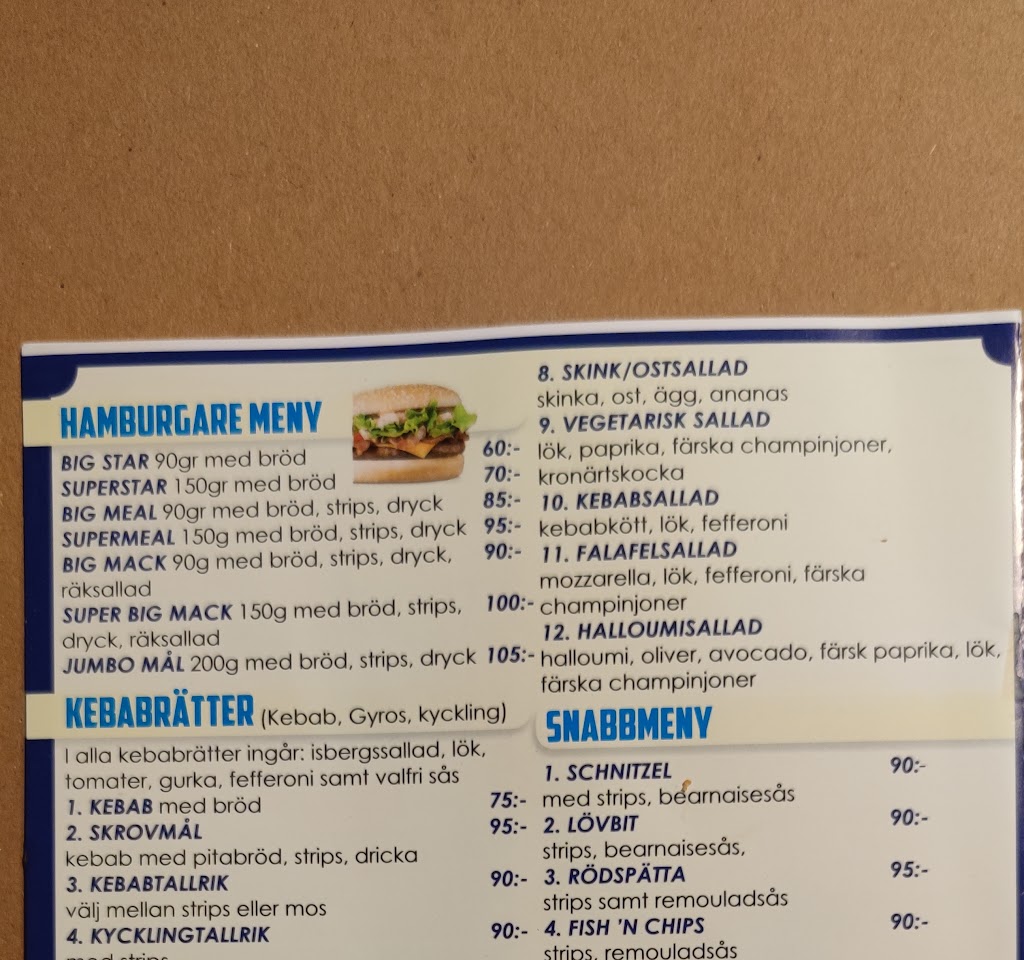 HAMBURGARE MENY
BIG STAR 90gr med bröd 60:-
SUPERSTAR 150gr med bröd 70:-
BIG MEAL 90gr med bröd, strips, dryck 85:-
SUPERMEAL 150g med bröd, strips, dryck 95:-
BIG MACK 90g med bröd, strips, dryck, 90:-
räksallad
SUPER BIG MACK 150g med bröd, strips, 100:-
dryck, räksallad
JUMBO MÅL 200g med bröd, strips, dryck 105:-
KEBABRÄTTER (Kebab, Gyros, kyckling)
I alla kebabrätter ingår: isbergssallad, lök,
tomater, gurka, fefferoni samt valfri sås
1. KEBAB med bröd 75:-
2. SKROVMÅL 95:-
kebab med pitabröd, strips, dricka
3. KEBABTALLRIK 90:-
välj mellan strips eller mos
4. KYCKLINGTALLRIK 90:-
med strips
8. SKINK/OSTSALLAD
skinka, ost, ägg, ananas
9. VEGETARISK SALLAD
lök, paprika, färska champinjoner,
kronärtskocka
10. KEBABSALLAD
kebabkött, lök, fefferoni
11. FALAFELSALLAD
mozzarella, lök, fefferoni, färska
champinjoner
12. HALLOUMISALLAD
halloumi, oliver, avocado, färsk paprika, lök,
färska champinjoner
SNABBMENY
1. SCHNITZEL 90:-
med strips, bearnaisesås
2. LÖVBIT 90:-
strips, bearnaisesås,
3. RÖDSPÄTTA 95:-
strips samt remouladsås
4. FISH 'N CHIPS 90:-
strips, remouladsås